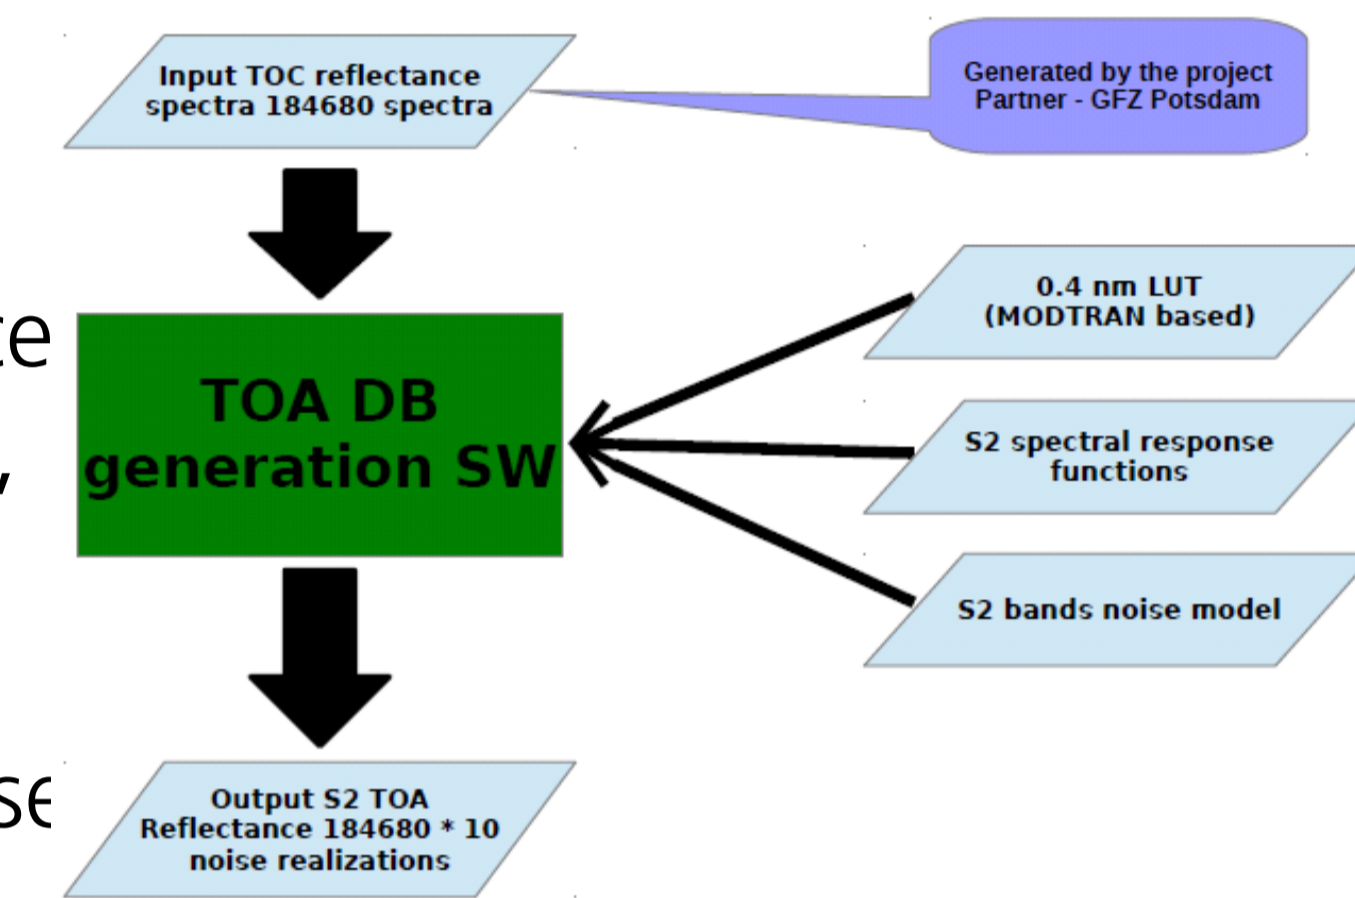 Input TOC reflectance
spectra 184680 spectra
Generated by the project
Partner - GFZ Potsdam
0.4 nm LUT
(MODTRAN based)
TOA DB
generation SW
S2 spectral response
functions
S2 bands noise model
Output S2 TOA
Reflectance 184680 * 10
noise realizations